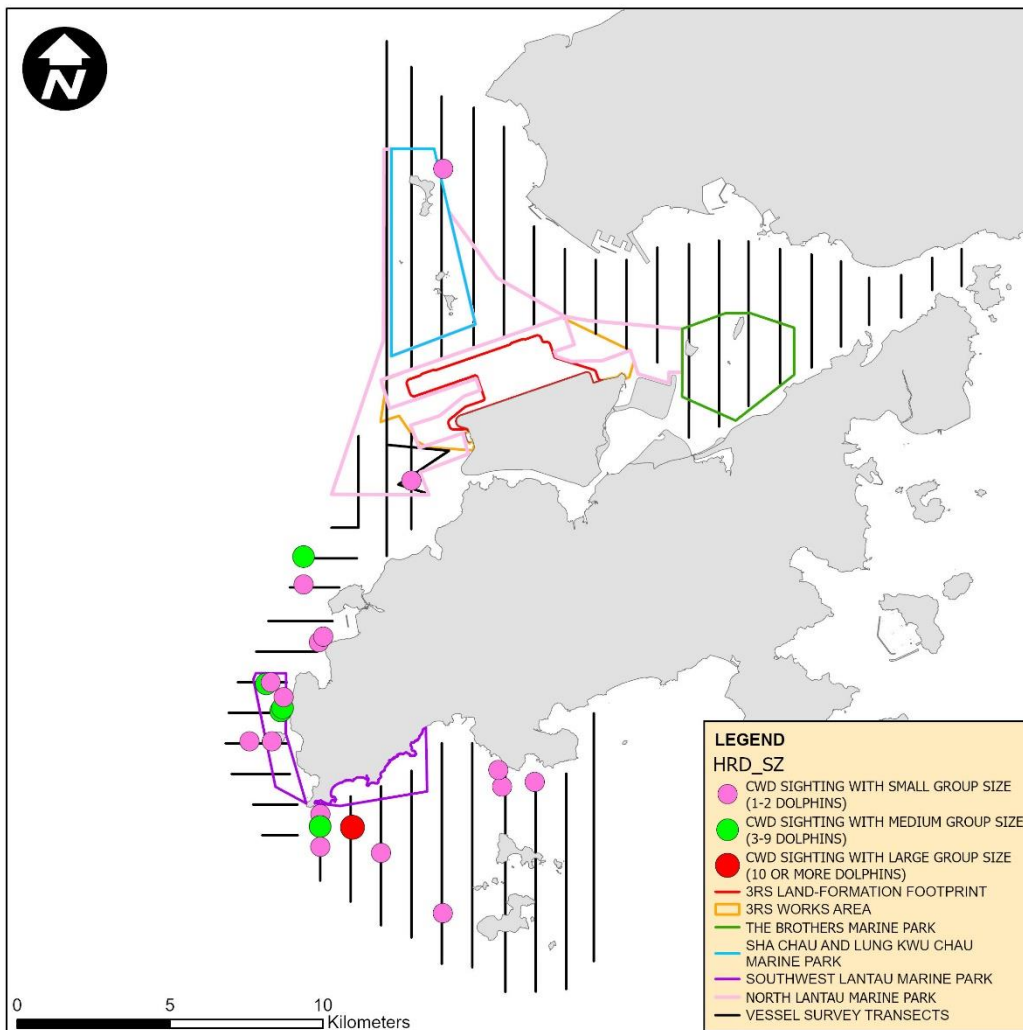 N
LEGEND
HRD_SZ
CWD SIGHTING WITH SMALL GROUP SIZE
(1-2 DOLPHINS)
CWD SIGHTING WITH MEDIUM GROUP SIZE
(3-9 DOLPHINS)
CWD SIGHTING WITH LARGE GROUP SIZE
(10 OR MORE DOLPHINS)
3RS LAND-FORMATION FOOTPRINT
3RS WORKS AREA
THE BROTHERS MARINE PARK
SHA CHAU AND LUNG KWU CHAU
MARINE PARK
SOUTHWEST LANTAU MARINE PARK
NORTH LANTAU MARINE PARK
VESSEL SURVEY TRANSECTS
0 5 10
Kilometers